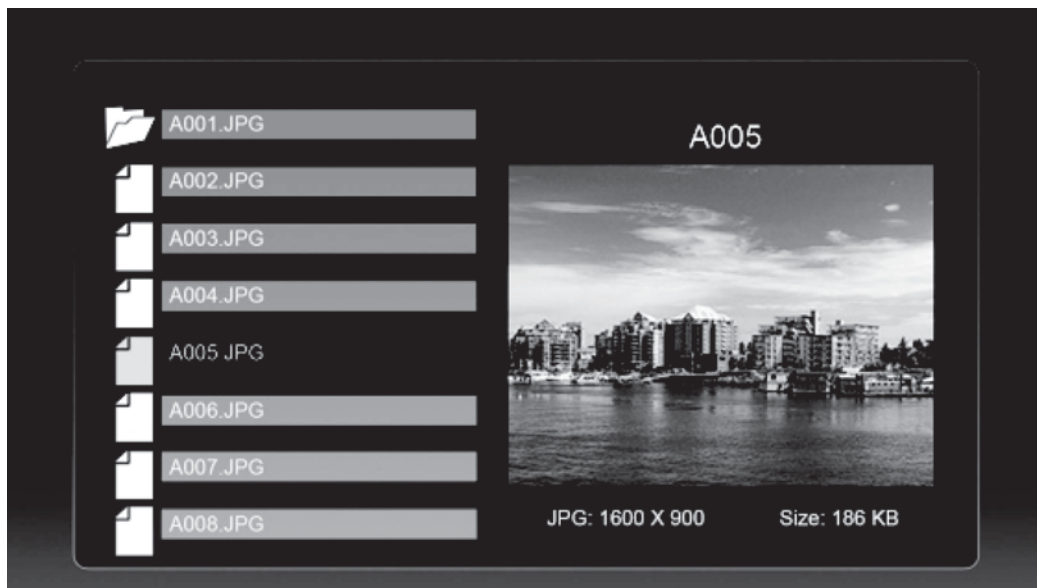 A001.JPG
A002.JPG
A003.JPG
A004.JPG
A005 JPG
A006.JPG
A007.JPG
A008.JPG
A005
JPG: 1600 X 900
Size: 186 KB